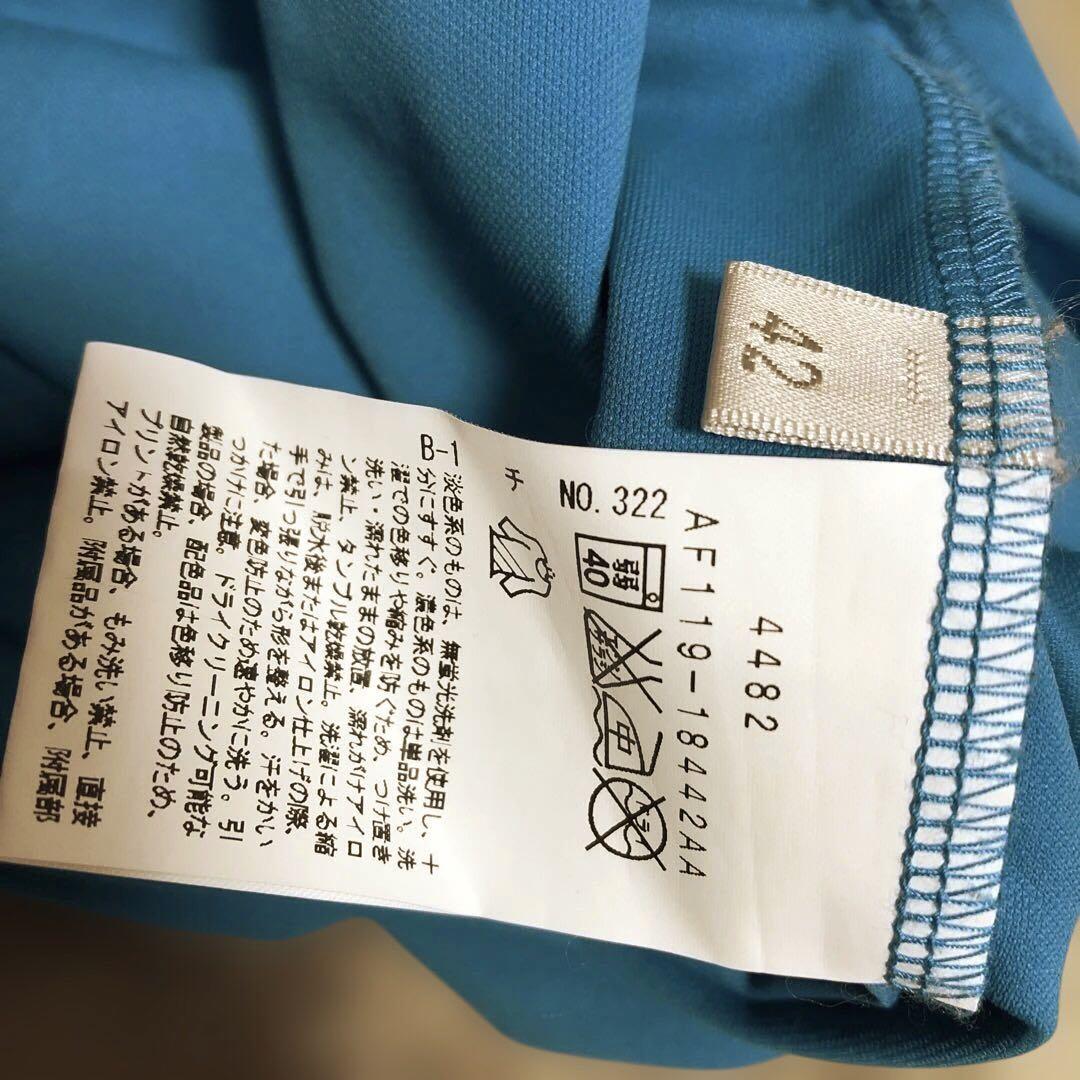 42
4482
AF119-18442AA
NO. 322
弱
40
中
B-1
淡色系のものは、無蛍光洗剤を使用し、十
分にすすぐ。濃色系のものは単品洗い。洗
濯での色移りや縮みを防ぐため、つけ置き
洗い・濡れたままの放置、濡れがけアイロ
ン禁止、タンブル乾燥禁止。洗濯による縮
みは、脱水後またはアイロン仕上げの際、
手で引っ張りながら形を整える。汗をかい
た場合、変色防止のため速やかに洗う。引
っかけに注意。ドライクリーニング可能な
製品の場合、配色品は色移り防止のため、
自然乾燥禁止。
プリントがある場合、もみ洗い禁止、直接
アイロン禁止。附属品がある場合、附属部